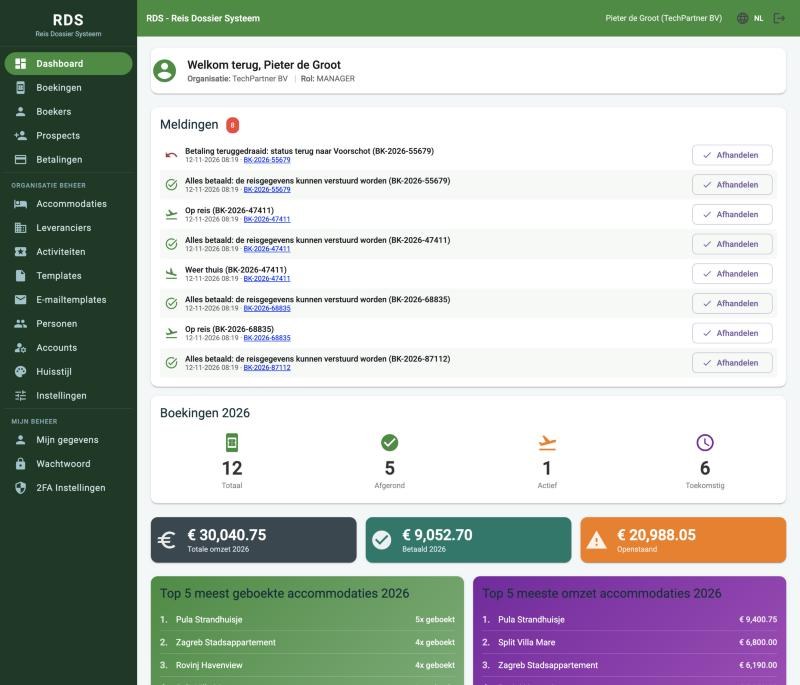 RDS
Reis Dossier Systeem
RDS - Reis Dossier Systeem
Pieter de Groot (TechPartner BV)
NL
Dashboard
Boekingen
Boekers
Prospects
Betalingen
ORGANISATIE BEHEER
Accommodaties
Leveranciers
Activiteiten
Templates
E-mailtemplates
Personen
Accounts
Huisstijl
Instellingen
MIJN BEHEER
Mijn gegevens
Wachtwoord
2FA Instellingen
Welkom terug, Pieter de Groot
Organisatie: TechPartner BV | Rol: MANAGER
Meldingen 8
Betaling teruggedraaid: status terug naar Voorschot (BK-2026-55679)
12-11-2026 08:19 · BK-2026-55679
Afhandelen
Alles betaald: de reisgegevens kunnen verstuurd worden (BK-2026-55679)
12-11-2026 08:19 · BK-2026-55679
Afhandelen
Op reis (BK-2026-47411)
12-11-2026 08:19 · BK-2026-47411
Afhandelen
Alles betaald: de reisgegevens kunnen verstuurd worden (BK-2026-47411)
12-11-2026 08:19 · BK-2026-47411
Afhandelen
Weer thuis (BK-2026-47411)
12-11-2026 08:19 · BK-2026-47411
Afhandelen
Alles betaald: de reisgegevens kunnen verstuurd worden (BK-2026-68835)
12-11-2026 08:19 · BK-2026-68835
Afhandelen
Op reis (BK-2026-68835)
12-11-2026 08:19 · BK-2026-68835
Afhandelen
Alles betaald: de reisgegevens kunnen verstuurd worden (BK-2026-87112)
12-11-2026 08:19 · BK-2026-87112
Afhandelen
Boekingen 2026
12
Totaal
5
Afgerond
1
Actief
6
Toekomstig
€ 30,040.75
Totale omzet 2026
€ 9,052.70
Betaald 2026
€ 20,988.05
Openstaand
Top 5 meest geboekte accommodaties 2026
1. Pula Strandhuisje 5x geboekt
2. Zagreb Stadsappartement 4x geboekt
3. Rovinj Havenview 4x geboekt
Top 5 meeste omzet accommodaties 2026
1. Pula Strandhuisje € 9,400.75
2. Split Villa Mare € 6,800.00
3. Zagreb Stadsappartement € 6,190.00